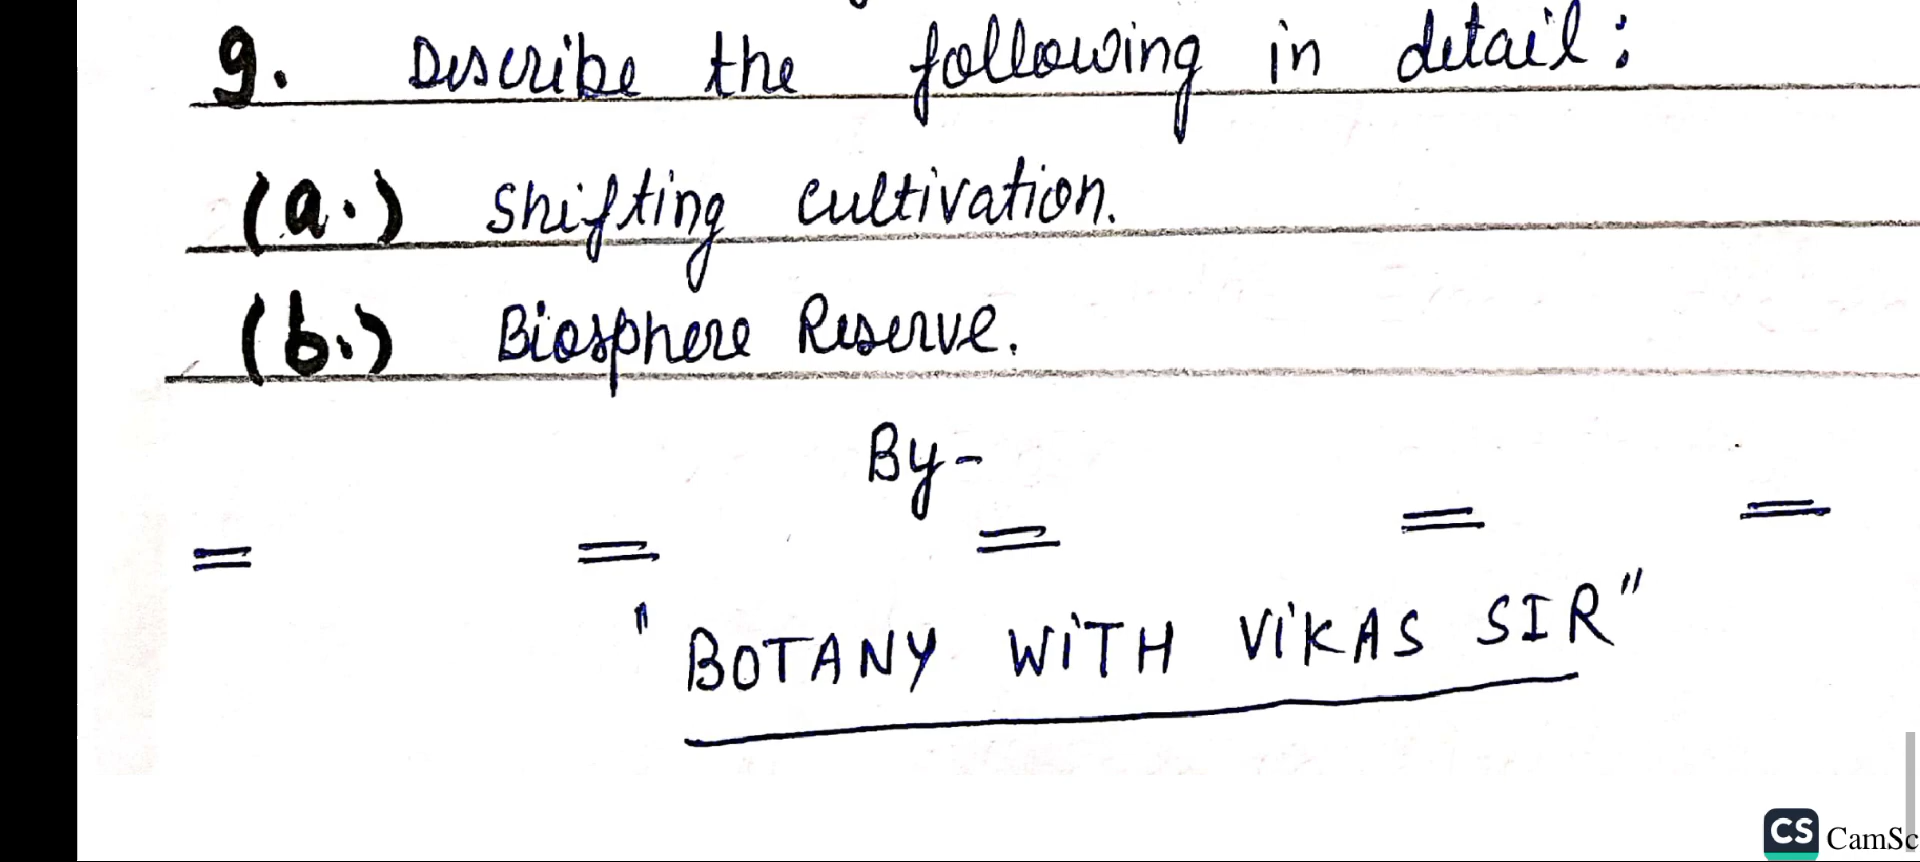 9. Describe the following in detail:
(a.) Shifting cultivation.
(b.) Biosphere Reserve.
By-
= = = = =
"BOTANY WiTH ViKAS SIR"
CS CamSc